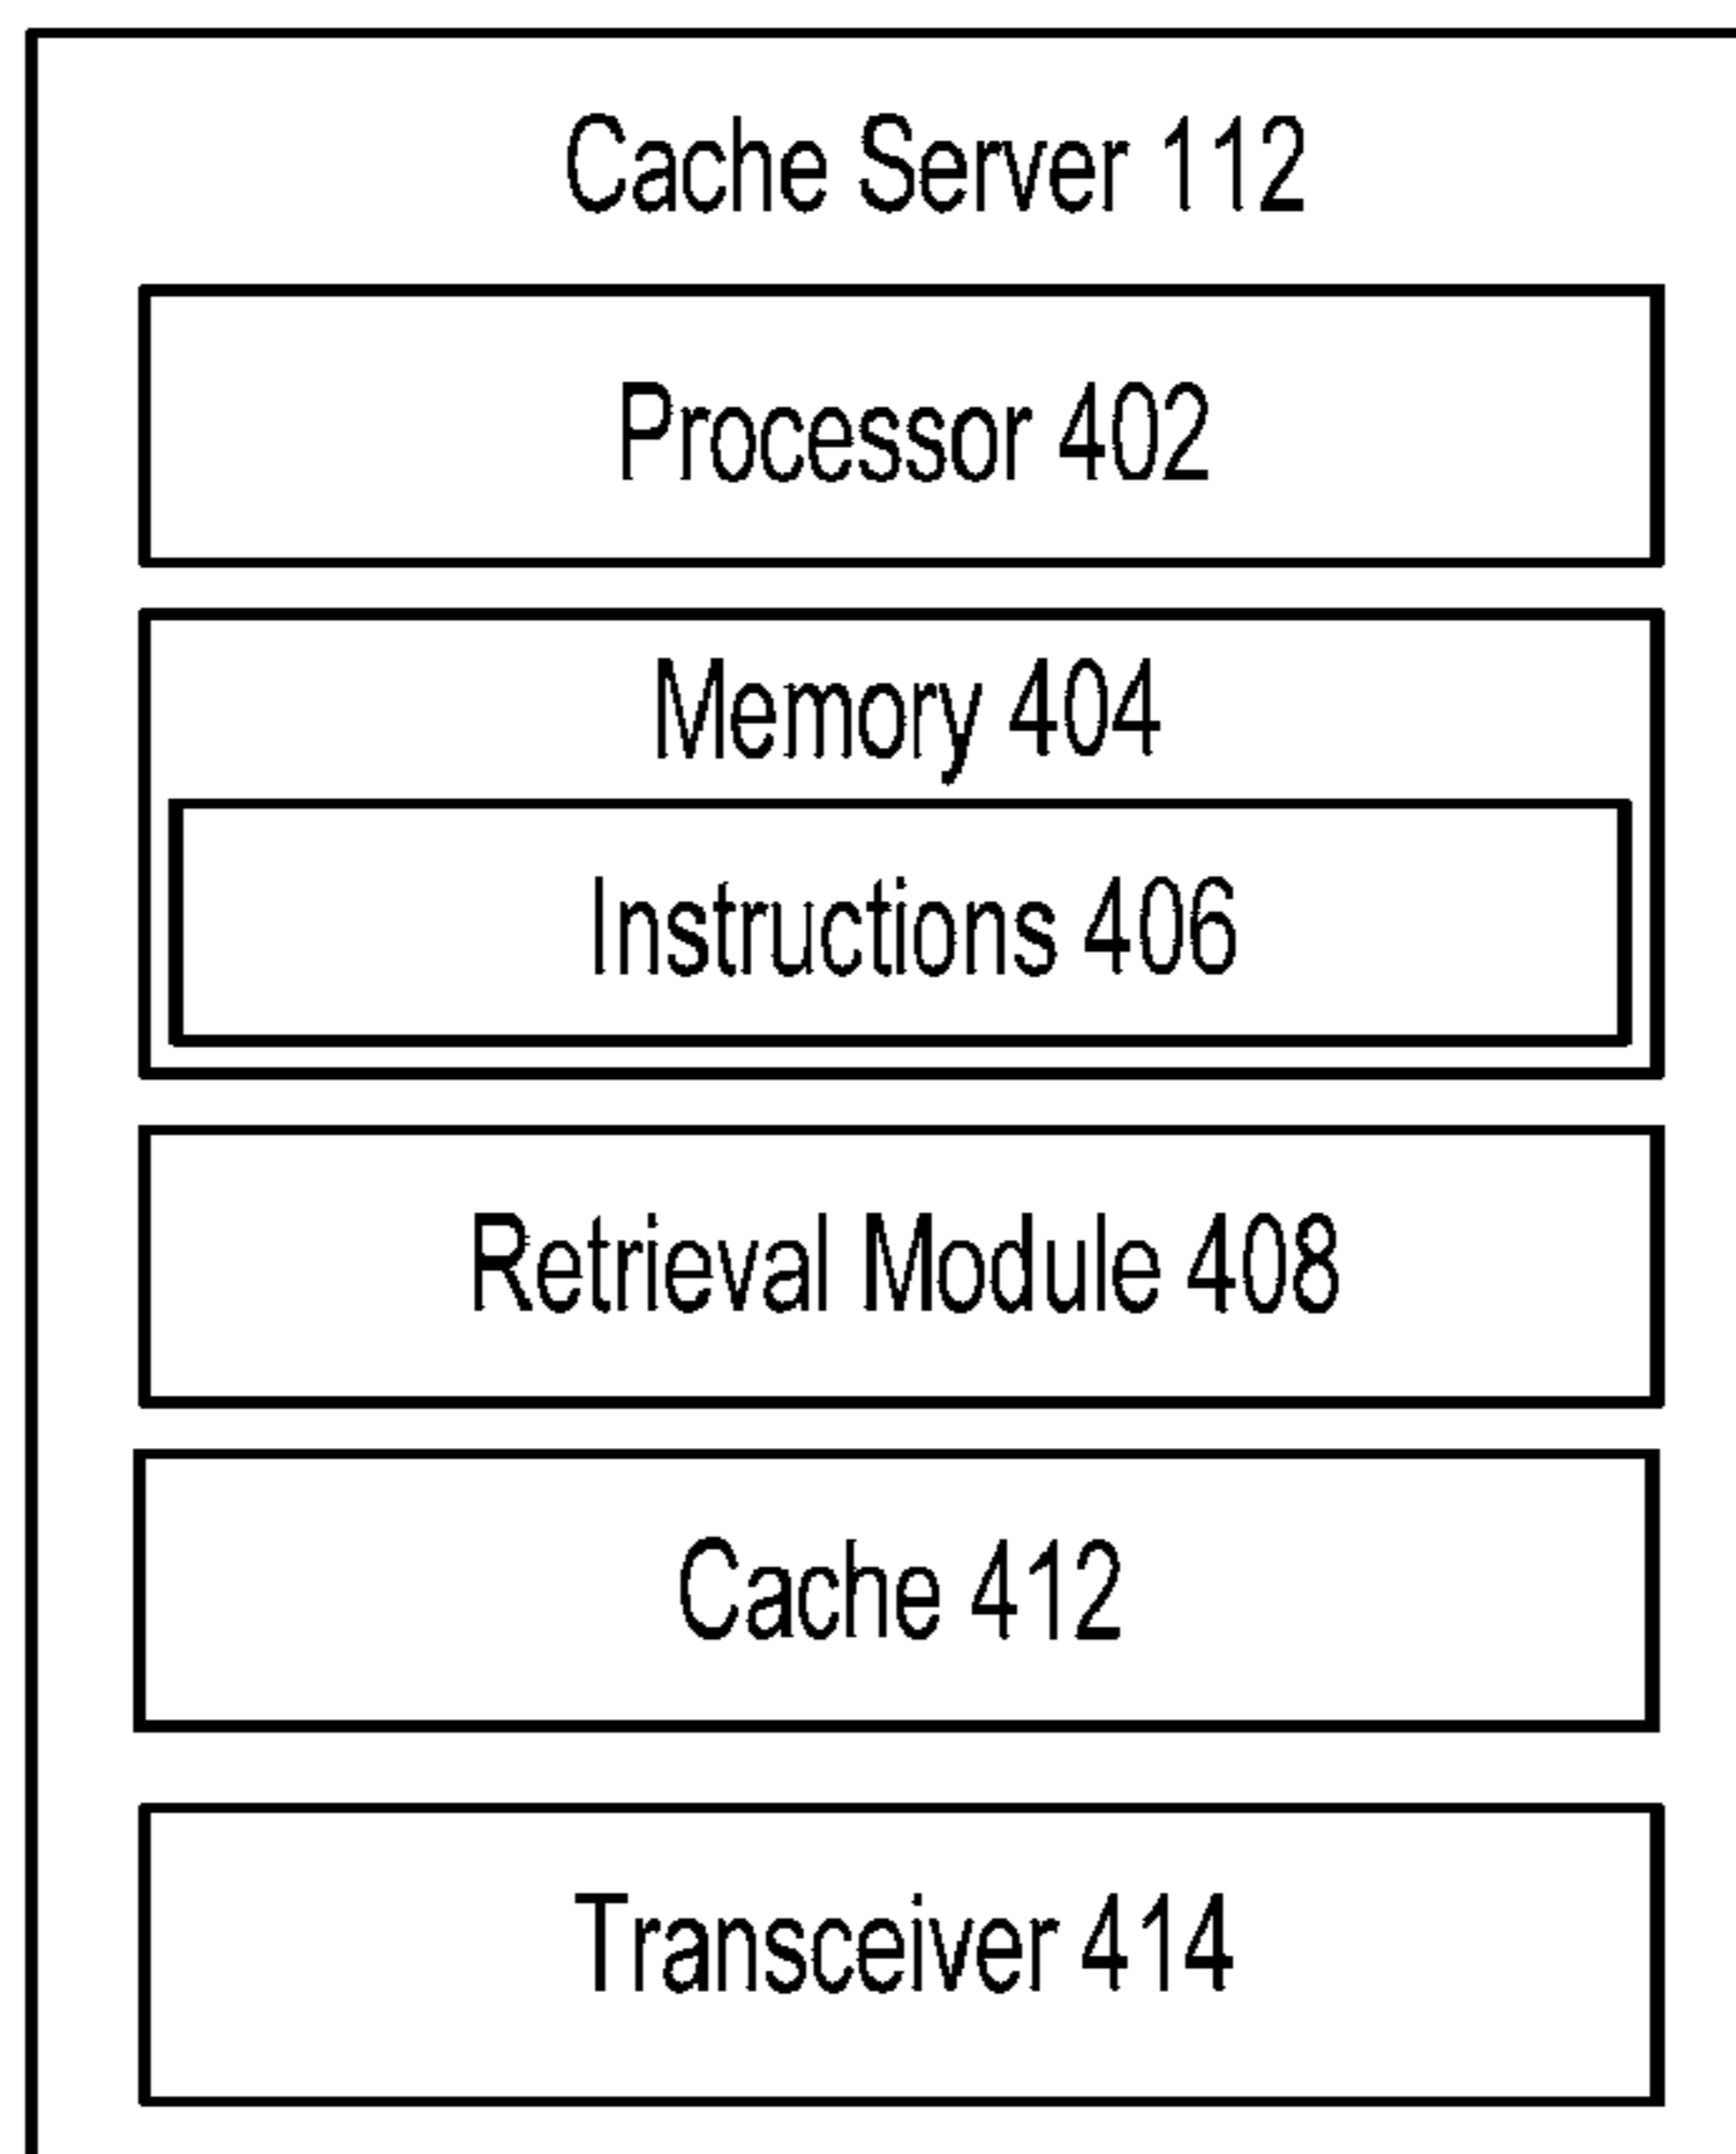 Cache Server 112
Processor 402
Memory 404
Instructions 406
Retrieval Module 408
Cache 412
Transceiver 414